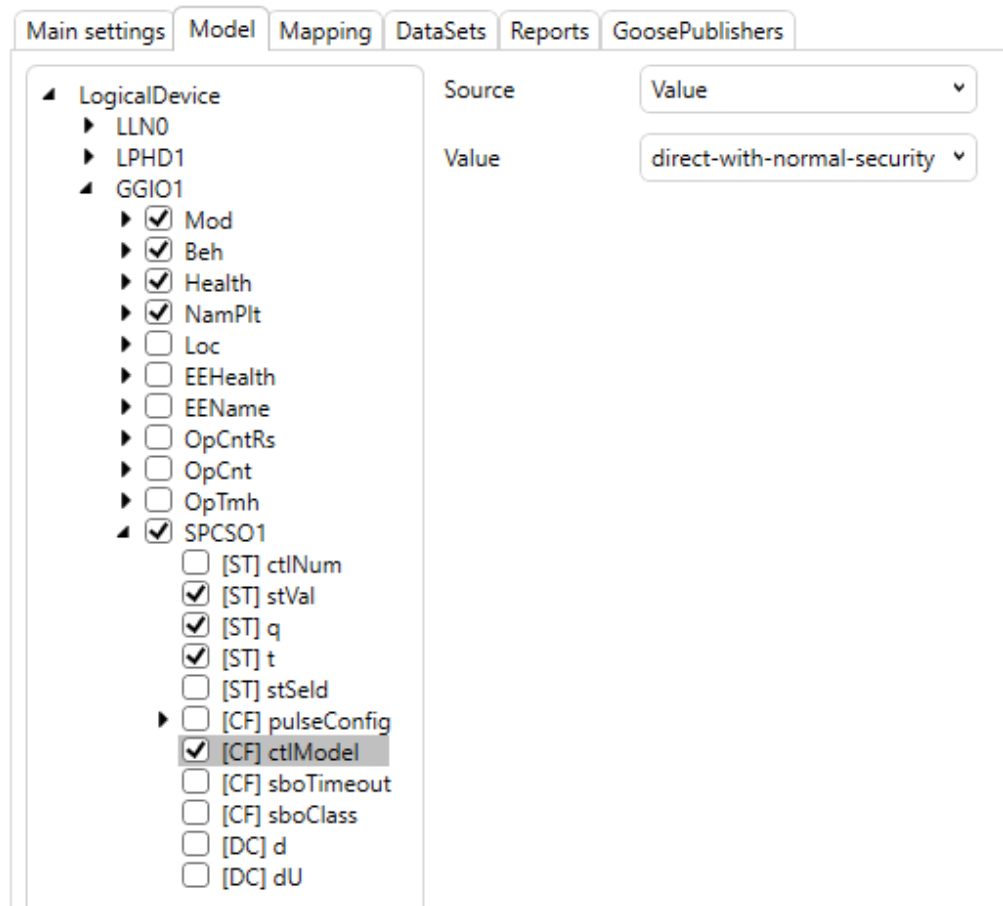 Main settings Model Mapping DataSets Reports GoosePublishers
LogicalDevice
LLN0
LPHD1
GGIO1
Mod
Beh
Health
NamPlt
Loc
EEHealth
EEName
OpCntRs
OpCnt
OpTmh
SPCSO1
[ST] ctlNum
[ST] stVal
[ST] q
[ST] t
[ST] stSeld
[CF] pulseConfig
[CF] ctlModel
[CF] sboTimeout
[CF] sboClass
[DC] d
[DC] dU
Source Value
Value direct-with-normal-security